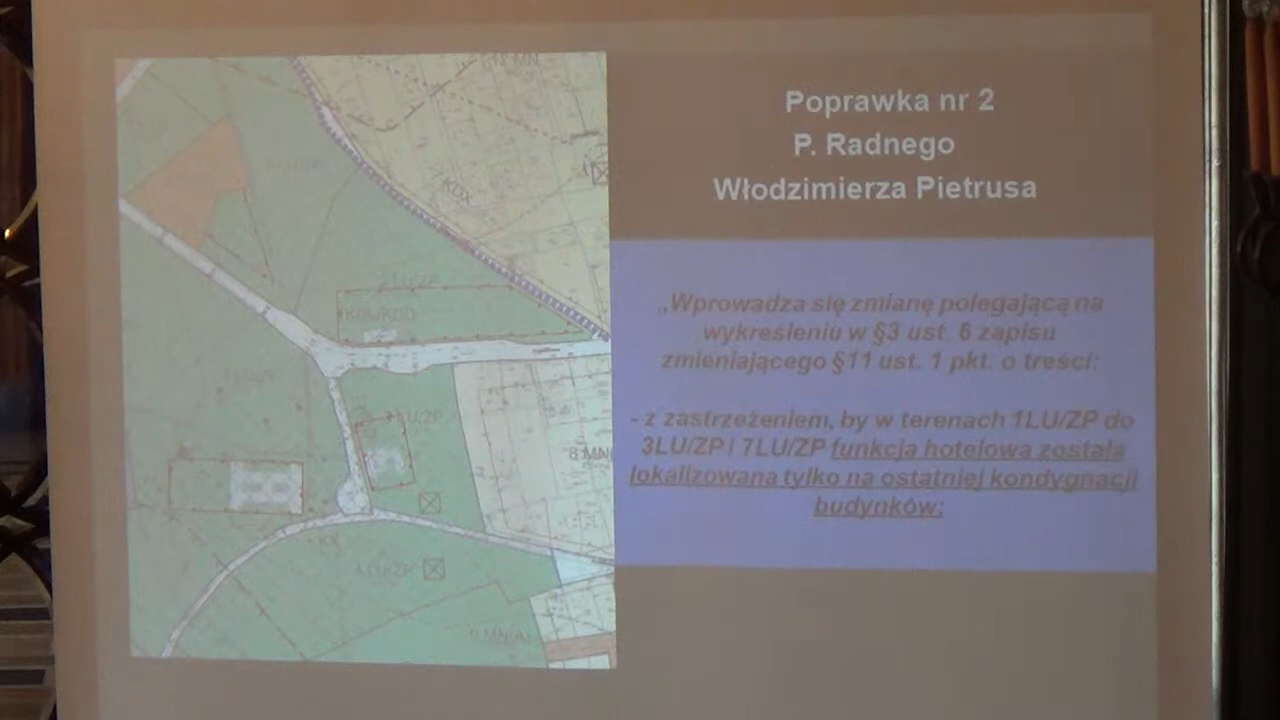 Poprawka nr 2
P. Radnego
Włodzimierza Pietrusa
„Wprowadza się zmianę polegającą na
wykreśleniu w §3 ust. 6 zapisu
zmieniającego §11 ust. 1 pkt. o treści:
- z zastrzeżeniem, by w terenach 1LU/ZP do
3LU/ZP i 7LU/ZP funkcja hotelowa została
lokalizowana tylko na ostatniej kondygnacji
budynków;
7 KDX